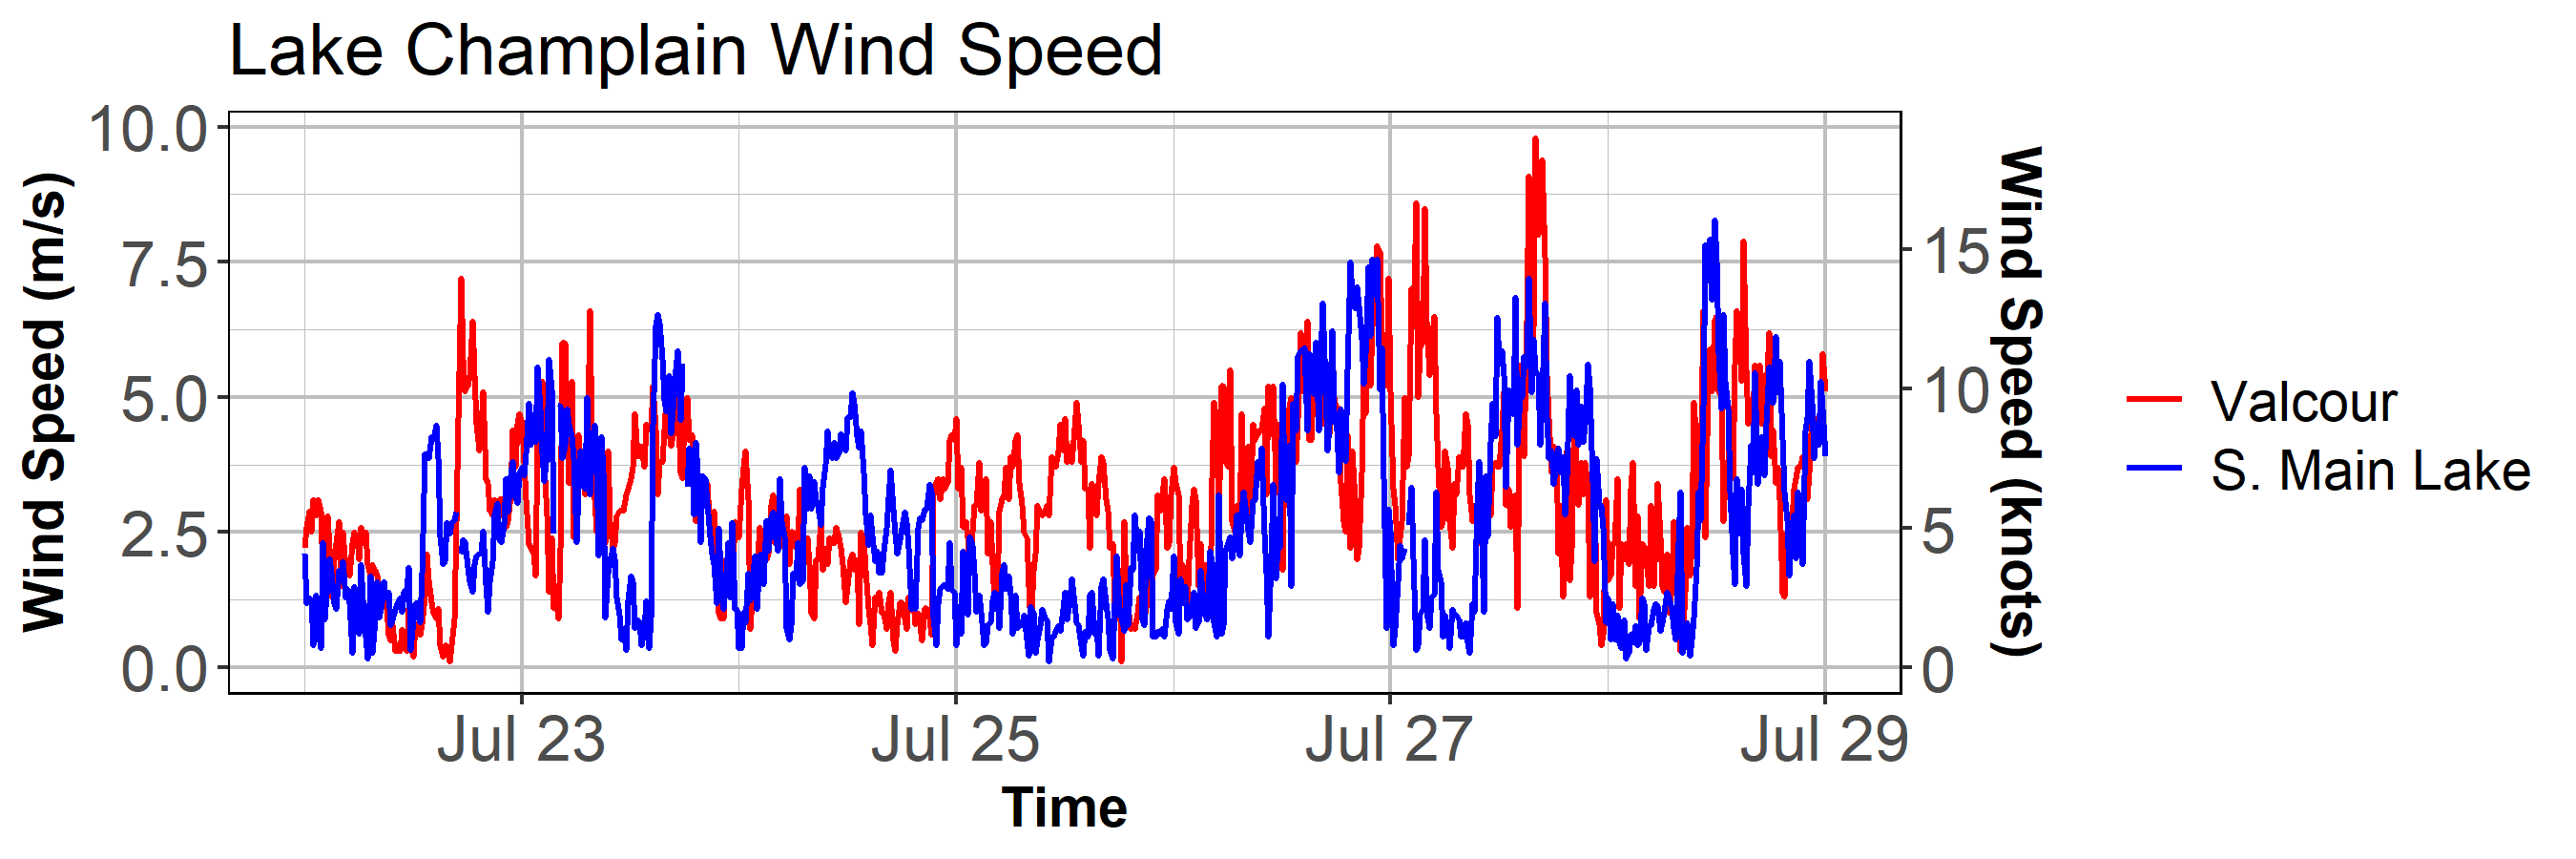 Lake Champlain Wind Speed
Wind Speed (m/s)
10.0
7.5
5.0
2.5
0.0
Wind Speed (knots)
15
10
5
0
Jul 23
Jul 25
Jul 27
Jul 29
Time
Valcour
S. Main Lake